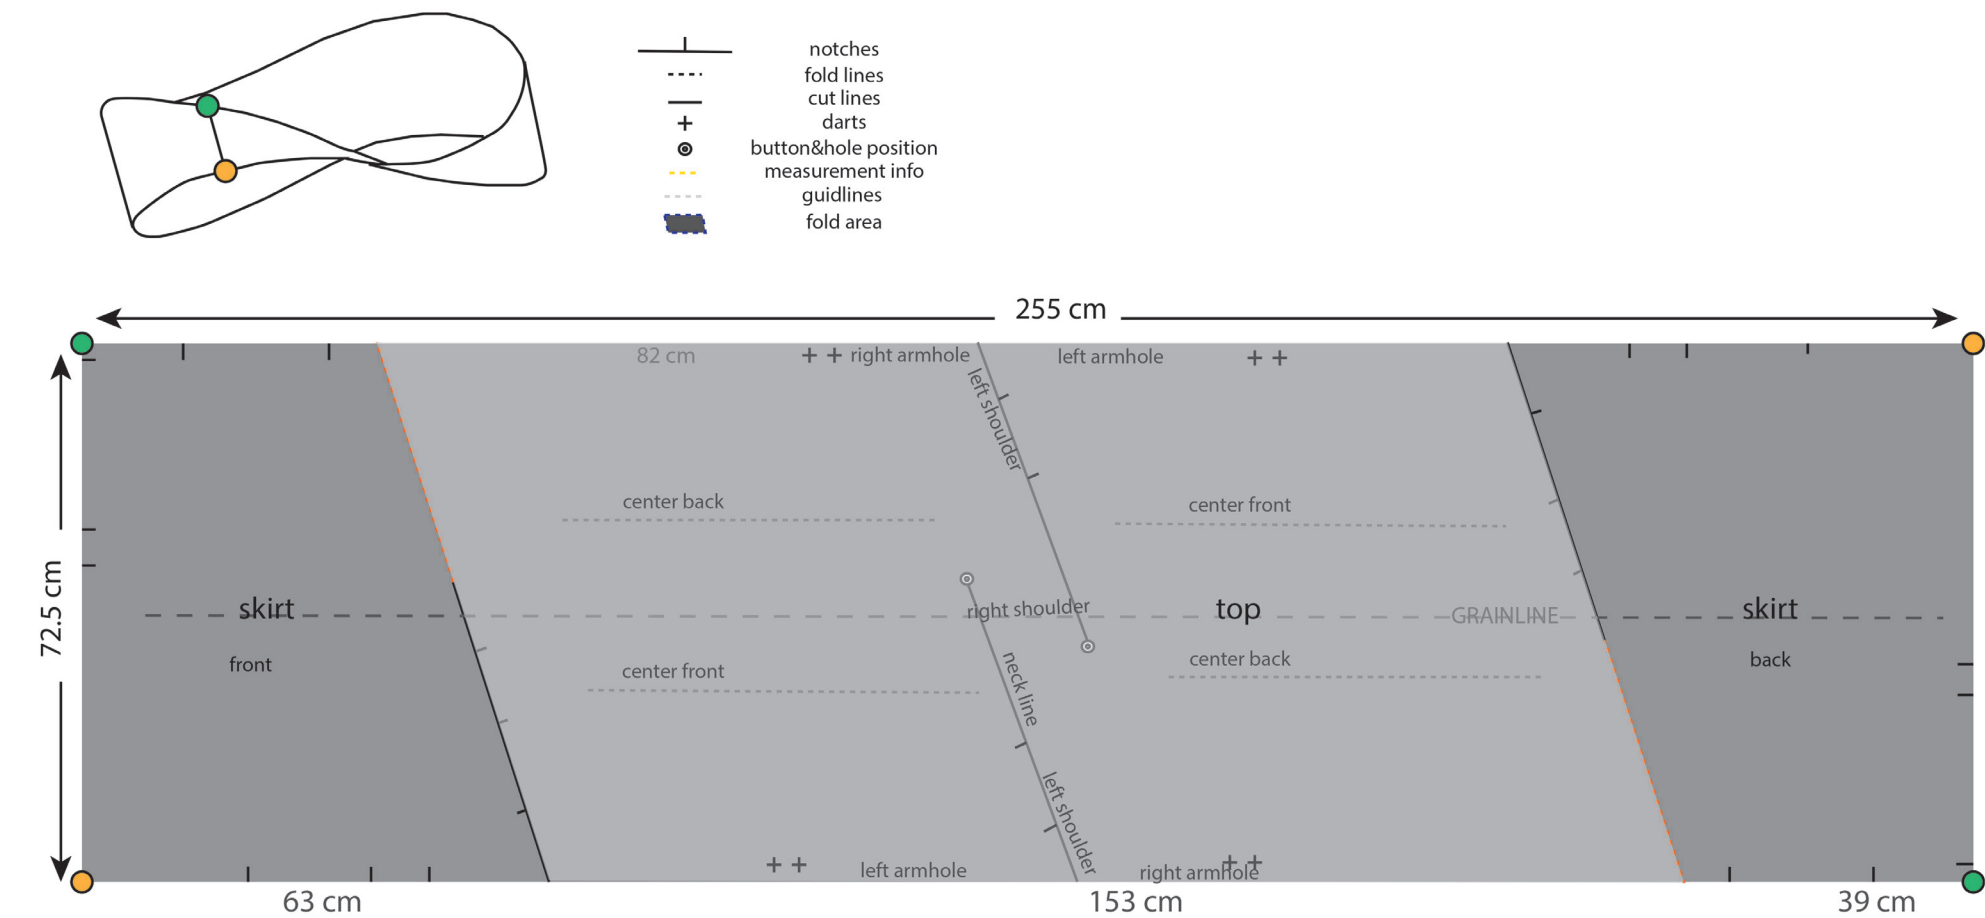 notches
fold lines
cut lines
darts
button&hole position
measurement info
guidlines
fold area
255 cm
82 cm
right armhole
left armhole
left shoulder
center back
center front
72.5 cm
skirt
right shoulder
top
GRAINLINE
skirt
front
center front
neck line
center back
back
left shoulder
left armhole
right armhole
63 cm
153 cm
39 cm